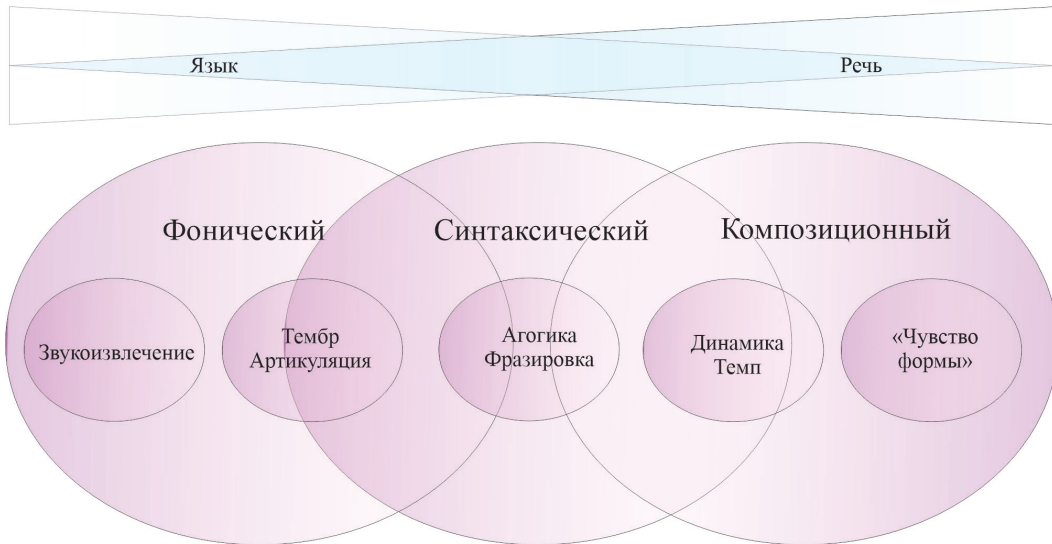 Язык
Речь
Фонический
Синтаксический
Композиционный
Звукоизвлечение
Тембр
Артикуляция
Агогика
Фразировка
Динамика
Темп
«Чувство
формы»